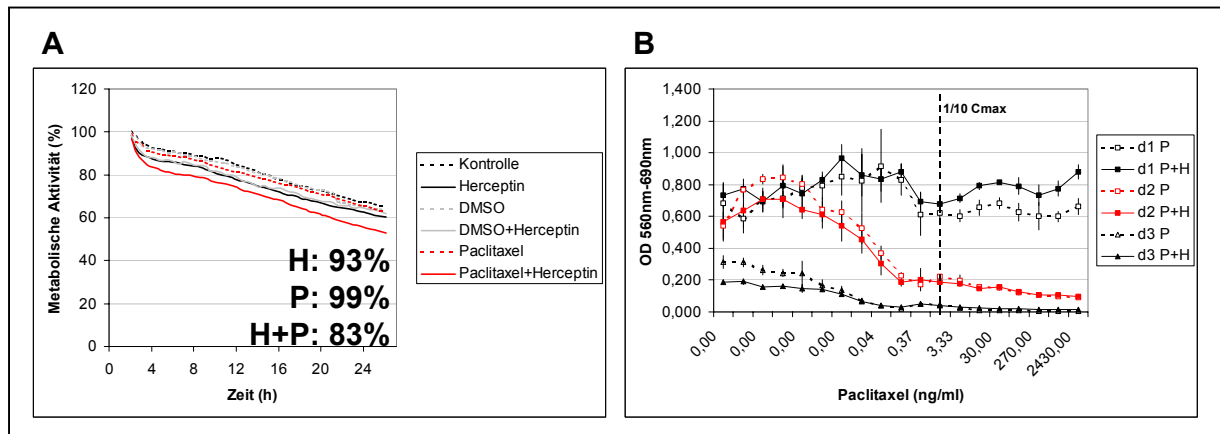 A
Metabolische Aktivität (%)
120
100
80
60
40
20
0
0 4 8 12 16 20 24
Zeit (h)
H: 93%
P: 99%
H+P: 83%
Kontrolle
Herceptin
DMSO
DMSO+Herceptin
Paclitaxel
Paclitaxel+Herceptin
B
OD 560nm-690nm
1,400
1,200
1,000
0,800
0,600
0,400
0,200
0,000
1/10 Cmax
0,00 0,00 0,00 0,00 0,04 0,37 3,33 30,00 270,00 2430,00
Paclitaxel (ng/ml)
d1 P
d1 P+H
d2 P
d2 P+H
d3 P
d3 P+H